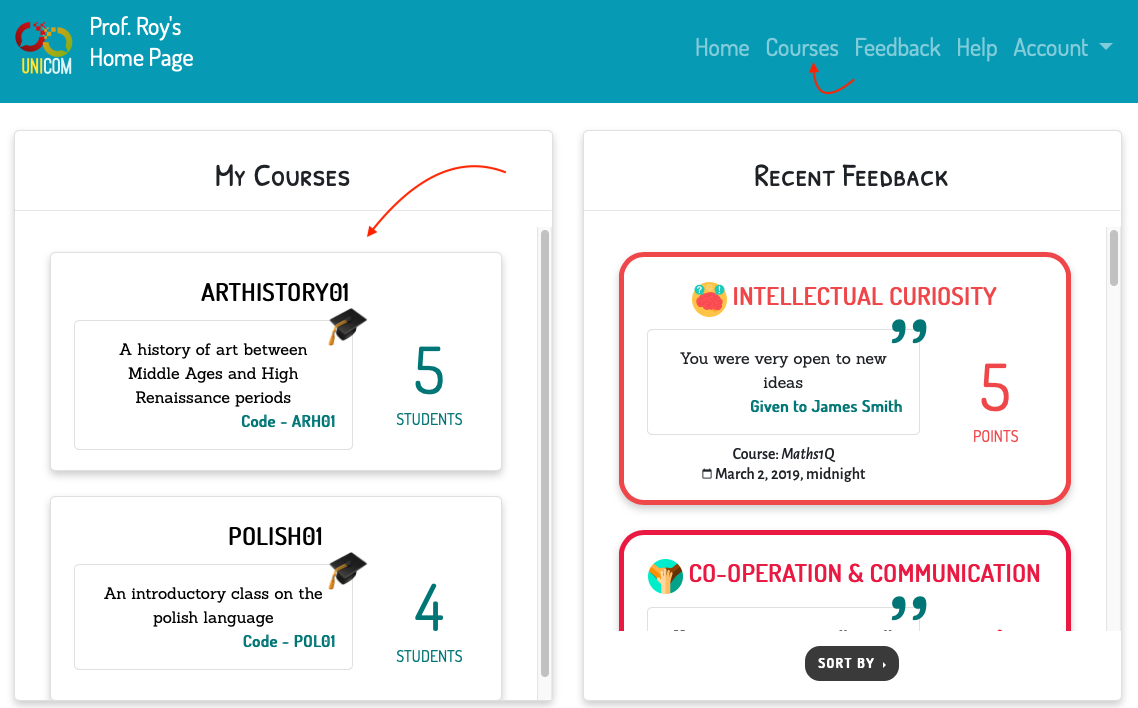 Prof. Roy's
Home Page
UNICOM
Home Courses Feedback Help Account
My Courses
ARTHISTORY01
A history of art between
Middle Ages and High
Renaissance periods
Code - ARH01
5
STUDENTS
POLISH01
An introductory class on the
polish language
Code - POL01
4
STUDENTS
Recent Feedback
INTELLECTUAL CURIOSITY
You were very open to new
ideas
Given to James Smith
5
POINTS
Course: Maths1Q
March 2, 2019, midnight
CO-OPERATION & COMMUNICATION
SORT BY